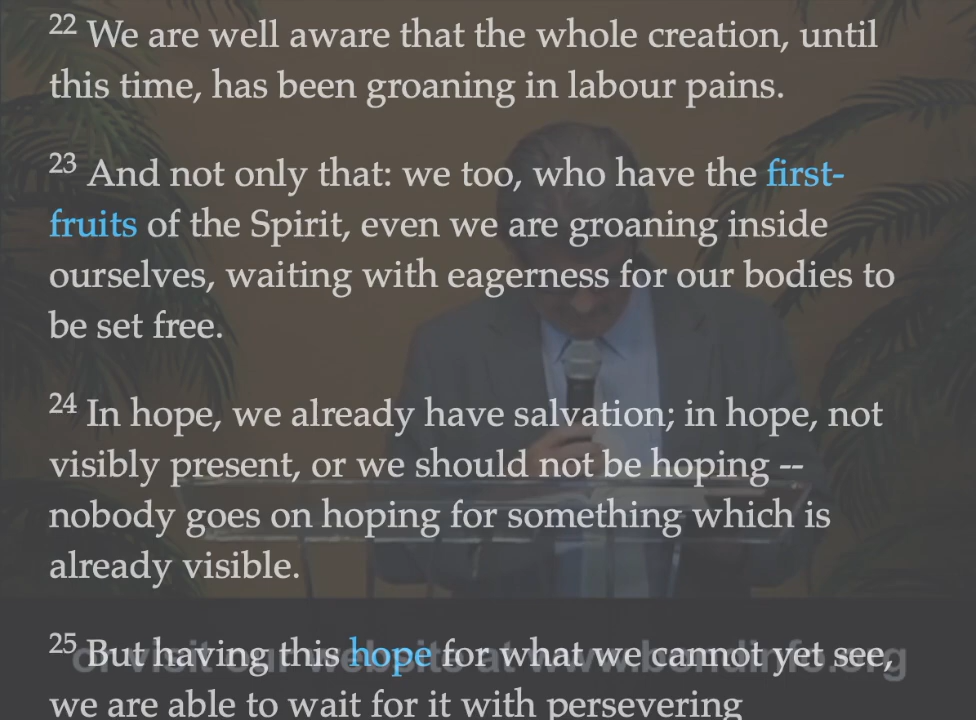 22 We are well aware that the whole creation, until
this time, has been groaning in labour pains.
23 And not only that: we too, who have the first-
fruits of the Spirit, even we are groaning inside
ourselves, waiting with eagerness for our bodies to
be set free.
24 In hope, we already have salvation; in hope, not
visibly present, or we should not be hoping --
nobody goes on hoping for something which is
already visible.
25 But having this hope for what we cannot yet see,
or visit our website at
we are able to wait for it with persevering